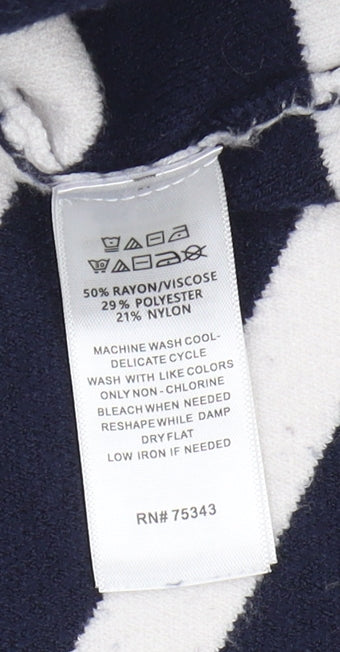 50% RAYON/VISCOSE
29% POLYESTER
21% NYLON
MACHINE WASH COOL-
DELICATE CYCLE
WASH WITH LIKE COLORS
ONLY NON - CHLORINE
BLEACH WHEN NEEDED
RESHAPE WHILE DAMP
DRY FLAT
LOW IRON IF NEEDED
RN# 75343